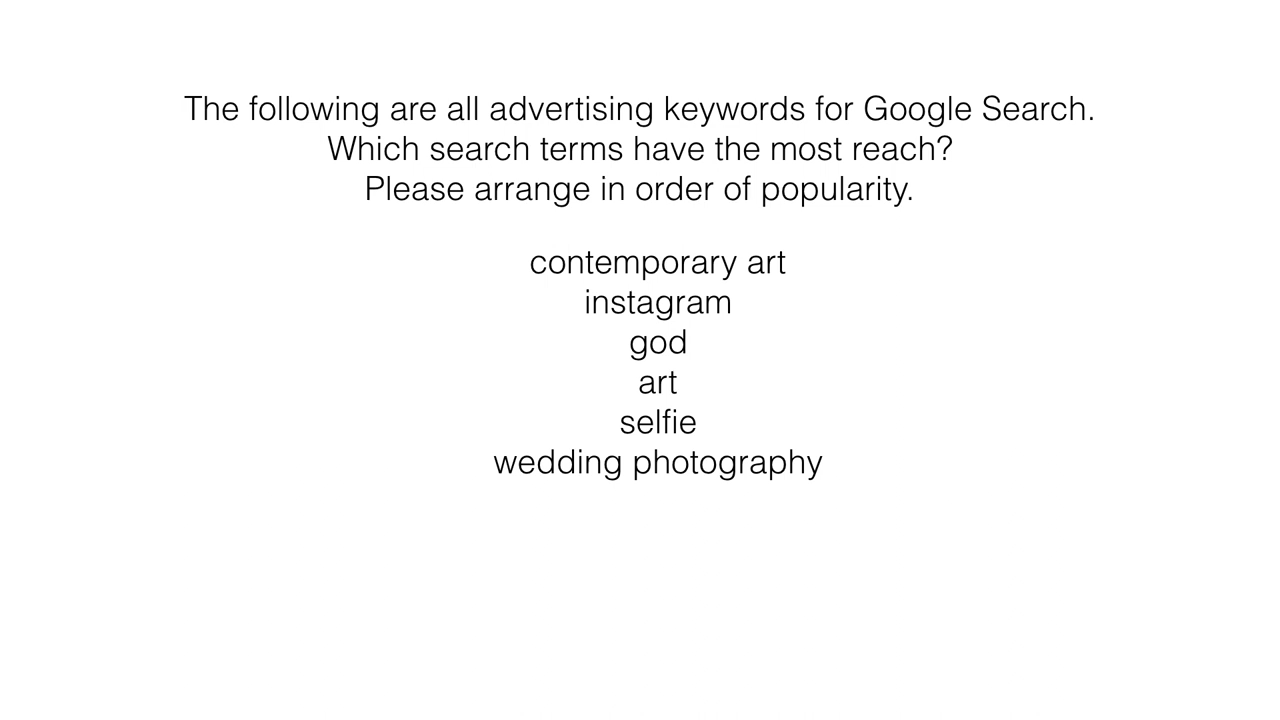 The following are all advertising keywords for Google Search.
Which search terms have the most reach?
Please arrange in order of popularity.
contemporary art
instagram
god
art
selfie
wedding photography